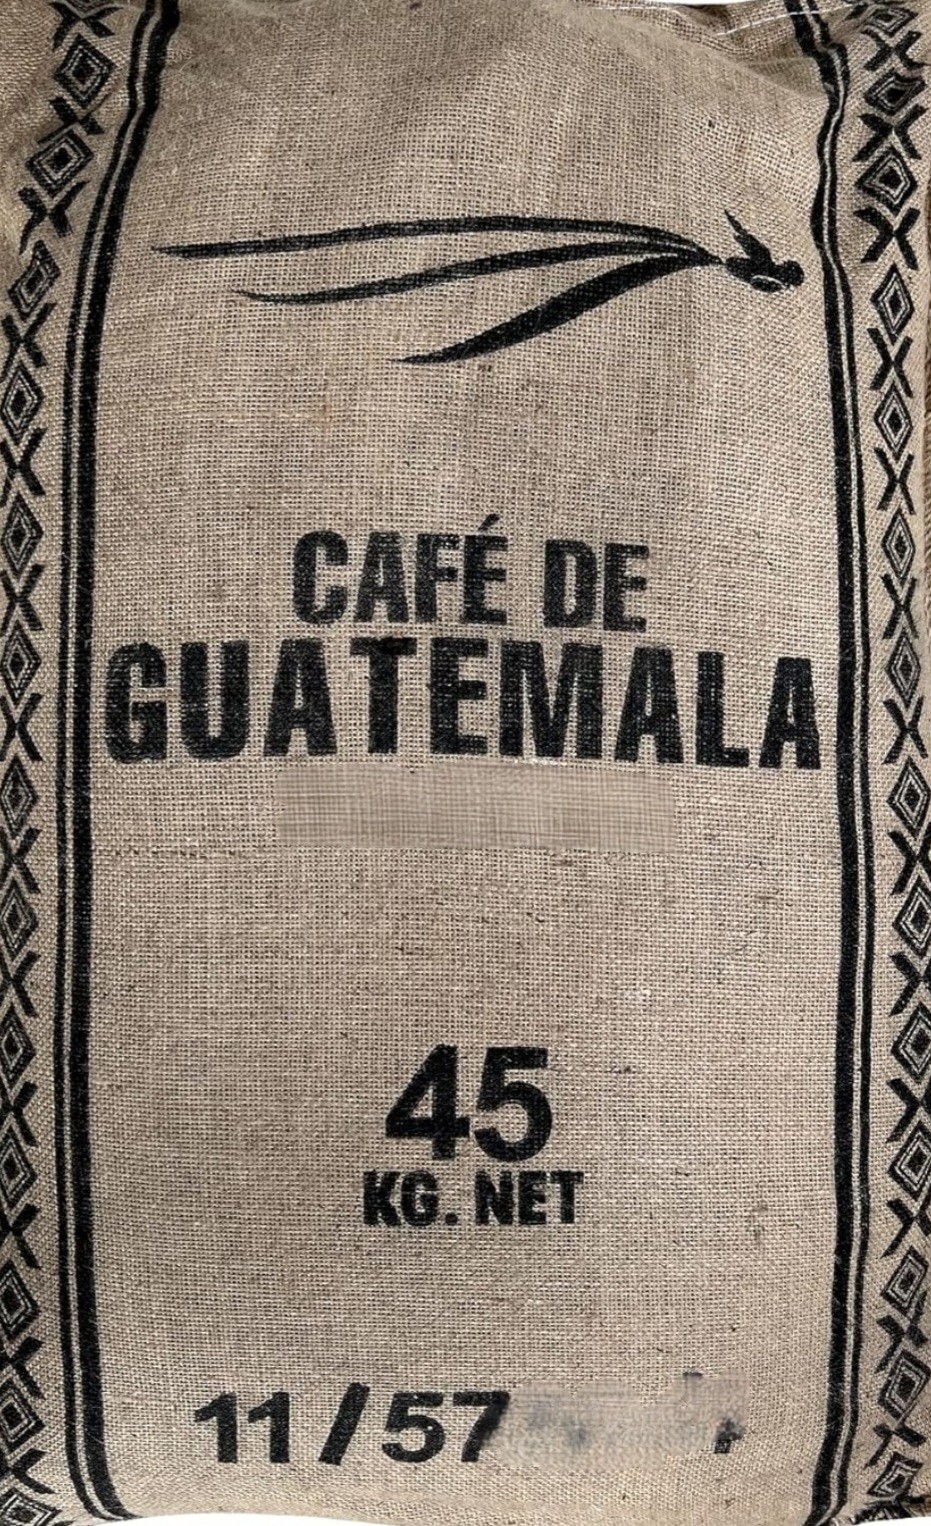 CAFÉ DE
GUATEMALA
45
KG. NET
11/57